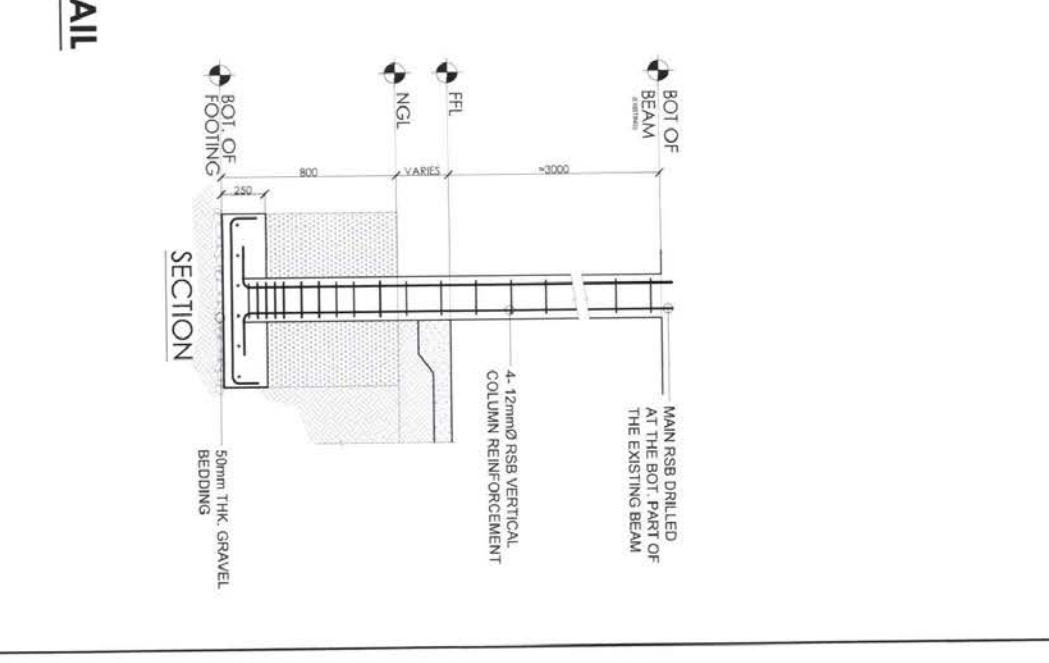 AIL
BOT OF
BEAM
(EXISTING)
FFL
NGL
BOT. OF
FOOTING
≈3000
VARIES
800
250
MAIN RSB DRILLED
AT THE BOT. PART OF
THE EXISTING BEAM
4- 12mmØ RSB VERTICAL
COLUMN REINFORCEMENT
50mm THK. GRAVEL
BEDDING
SECTION